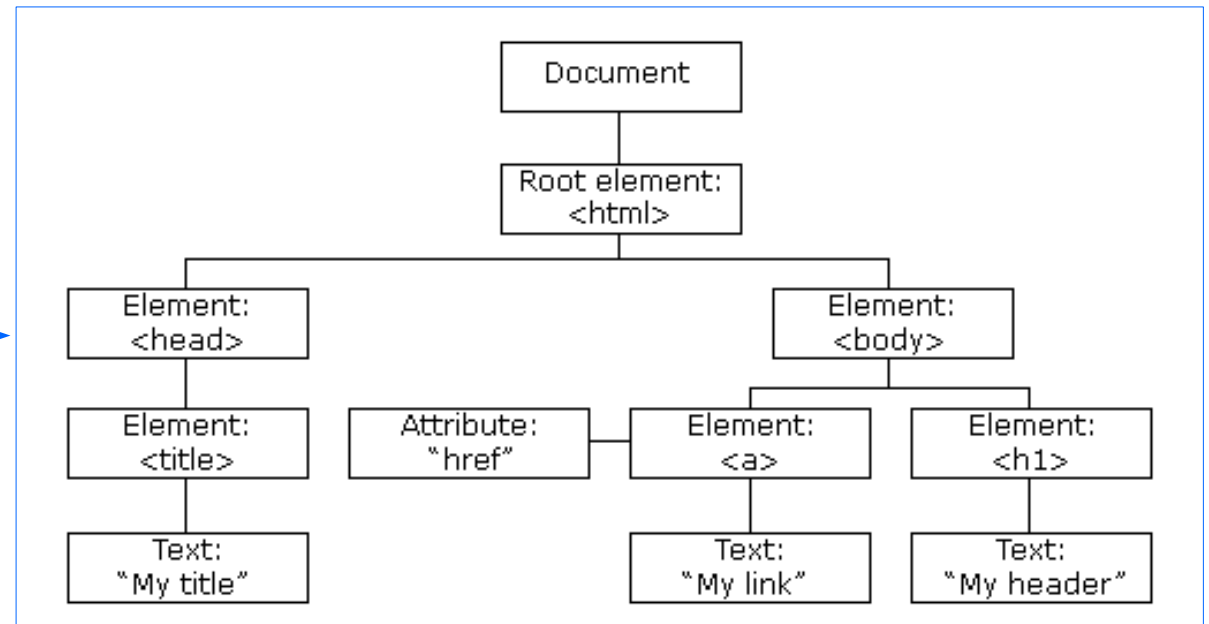 Document
Root element:
<html>
Element:
<head>
Element:
<body>
Element:
<title>
Attribute:
“href”
Element:
<a>
Element:
<h1>
Text:
“My title”
Text:
“My link”
Text:
“My header”